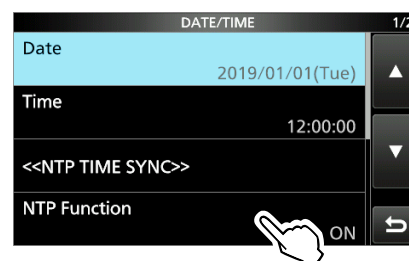 DATE/TIME 1/2
Date
2019/01/01(Tue)
Time
12:00:00
<<NTP TIME SYNC>>
NTP Function
ON